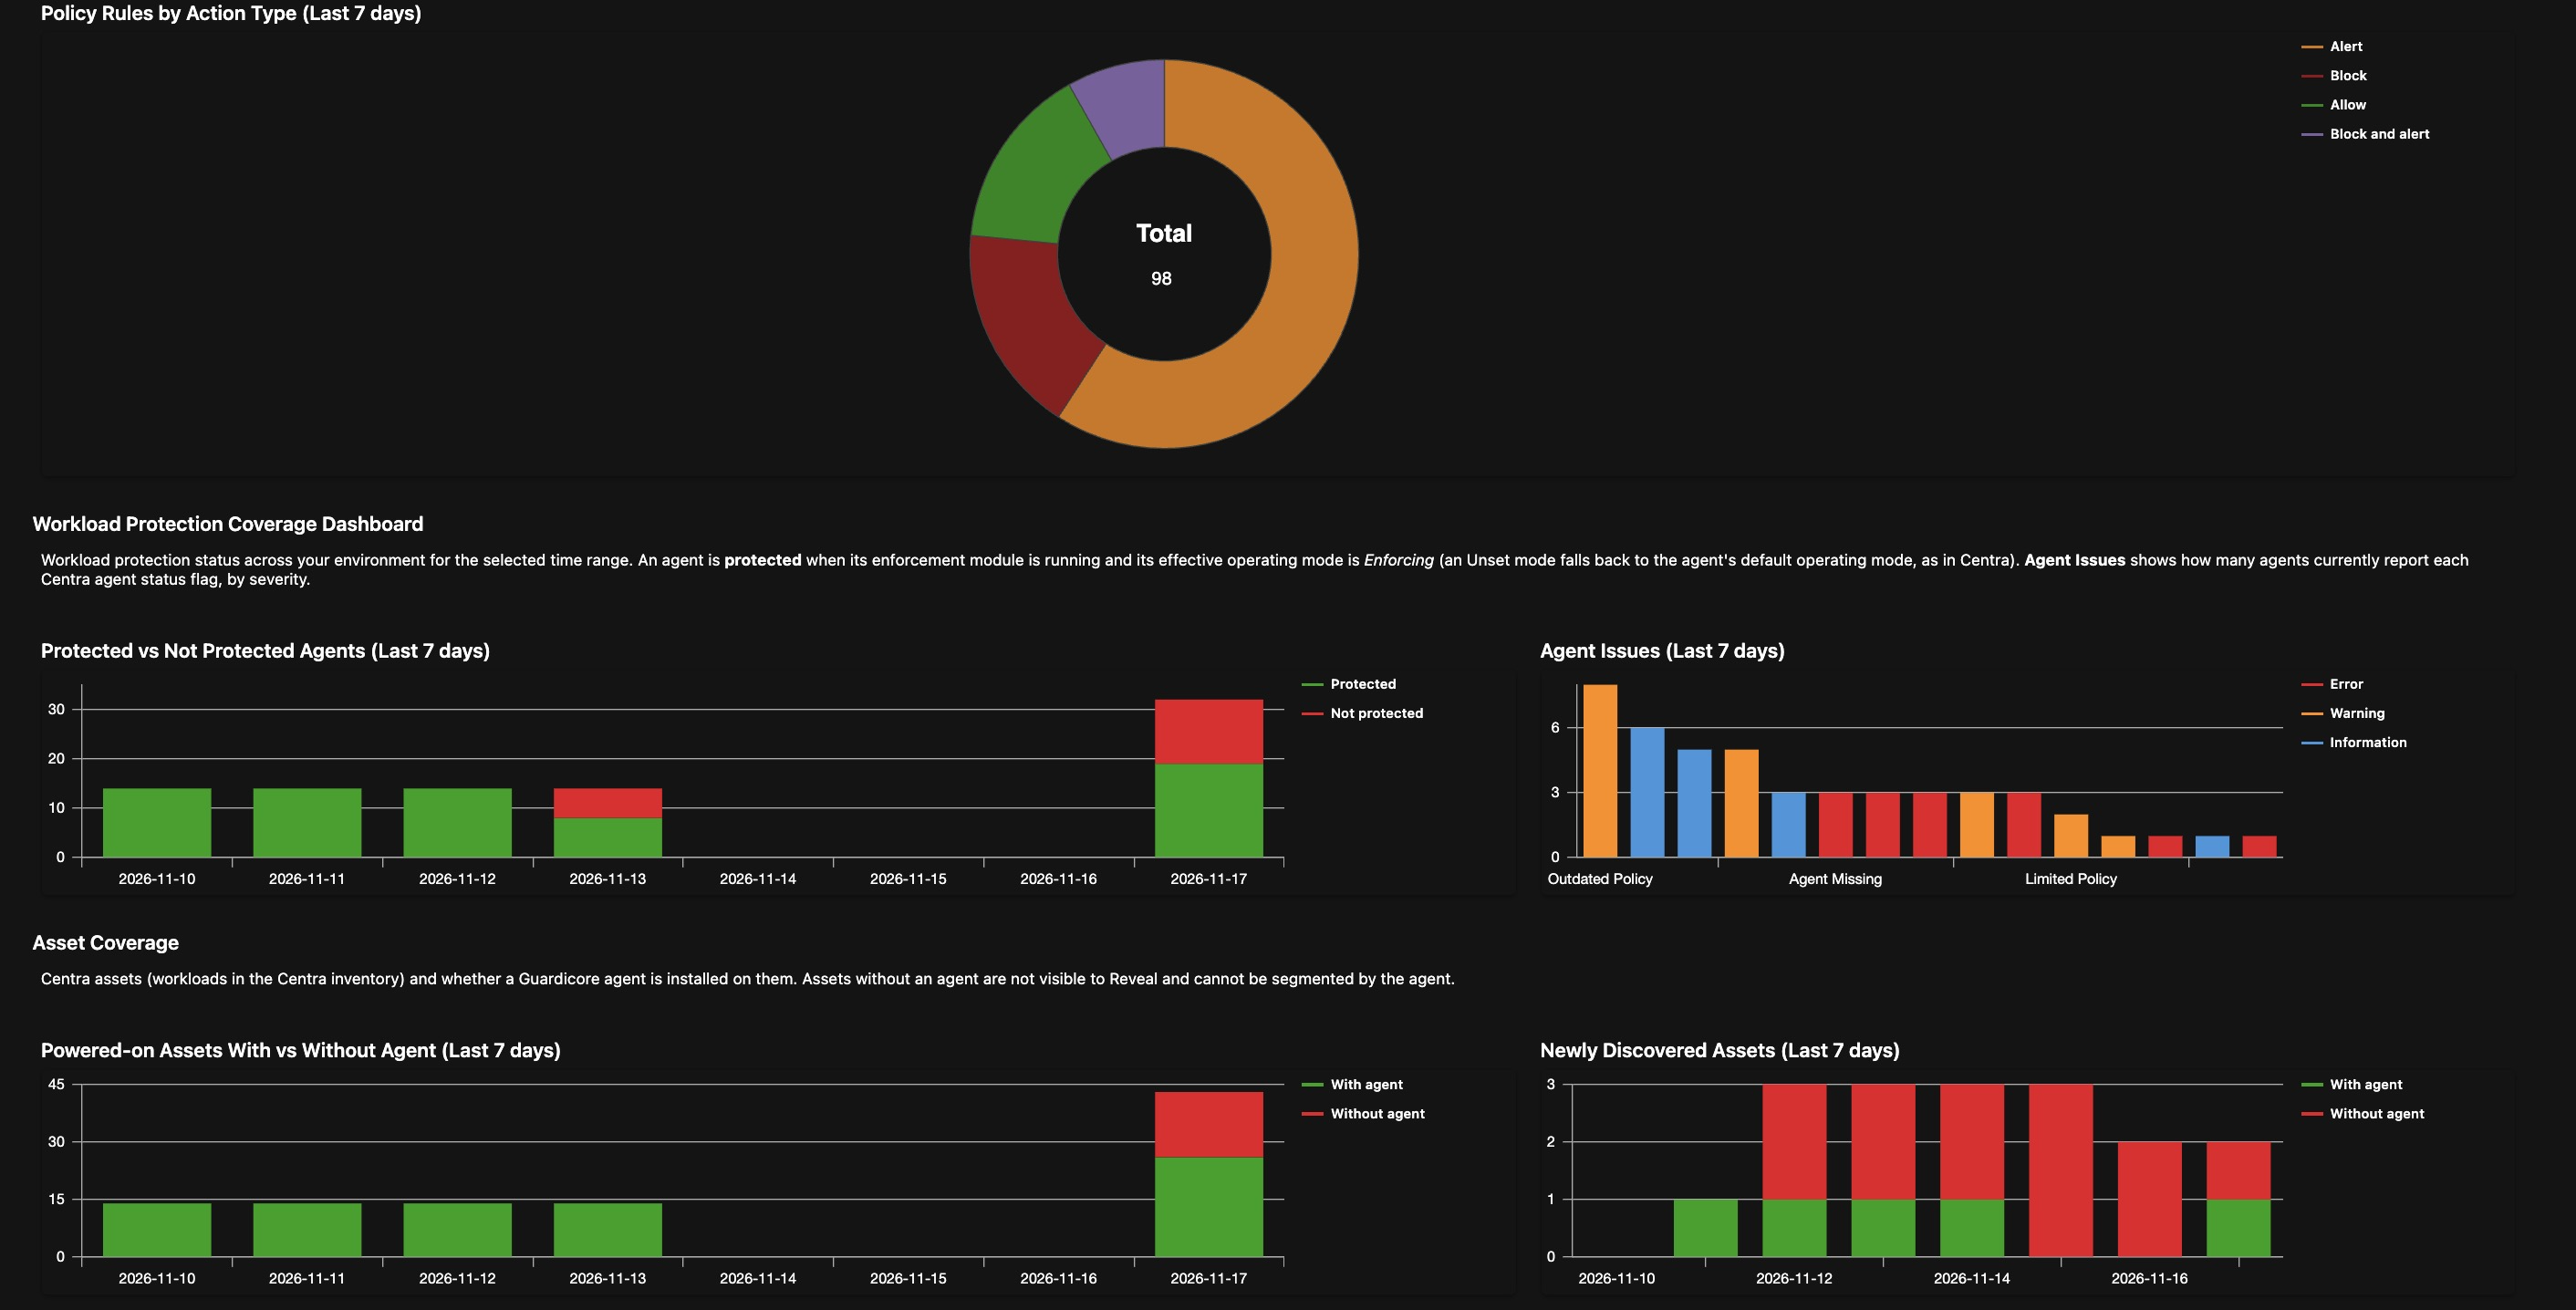 Policy Rules by Action Type (Last 7 days)
Alert
Block
Allow
Block and alert
Total
98
Workload Protection Coverage Dashboard
Workload protection status across your environment for the selected time range. An agent is protected when its enforcement module is running and its effective operating mode is Enforcing (an Unset mode falls back to the agent's default operating mode, as in Centra). Agent Issues shows how many agents currently report each
Centra agent status flag, by severity.
Protected vs Not Protected Agents (Last 7 days)
Protected
Not protected
30
20
10
0
2026-11-10 2026-11-11 2026-11-12 2026-11-13 2026-11-14 2026-11-15 2026-11-16 2026-11-17
Agent Issues (Last 7 days)
Error
Warning
Information
6
3
0
Outdated Policy Agent Missing Limited Policy
Asset Coverage
Centra assets (workloads in the Centra inventory) and whether a Guardicore agent is installed on them. Assets without an agent are not visible to Reveal and cannot be segmented by the agent.
Powered-on Assets With vs Without Agent (Last 7 days)
With agent
Without agent
45
30
15
0
2026-11-10 2026-11-11 2026-11-12 2026-11-13 2026-11-14 2026-11-15 2026-11-16 2026-11-17
Newly Discovered Assets (Last 7 days)
With agent
Without agent
3
2
1
0
2026-11-10 2026-11-12 2026-11-14 2026-11-16